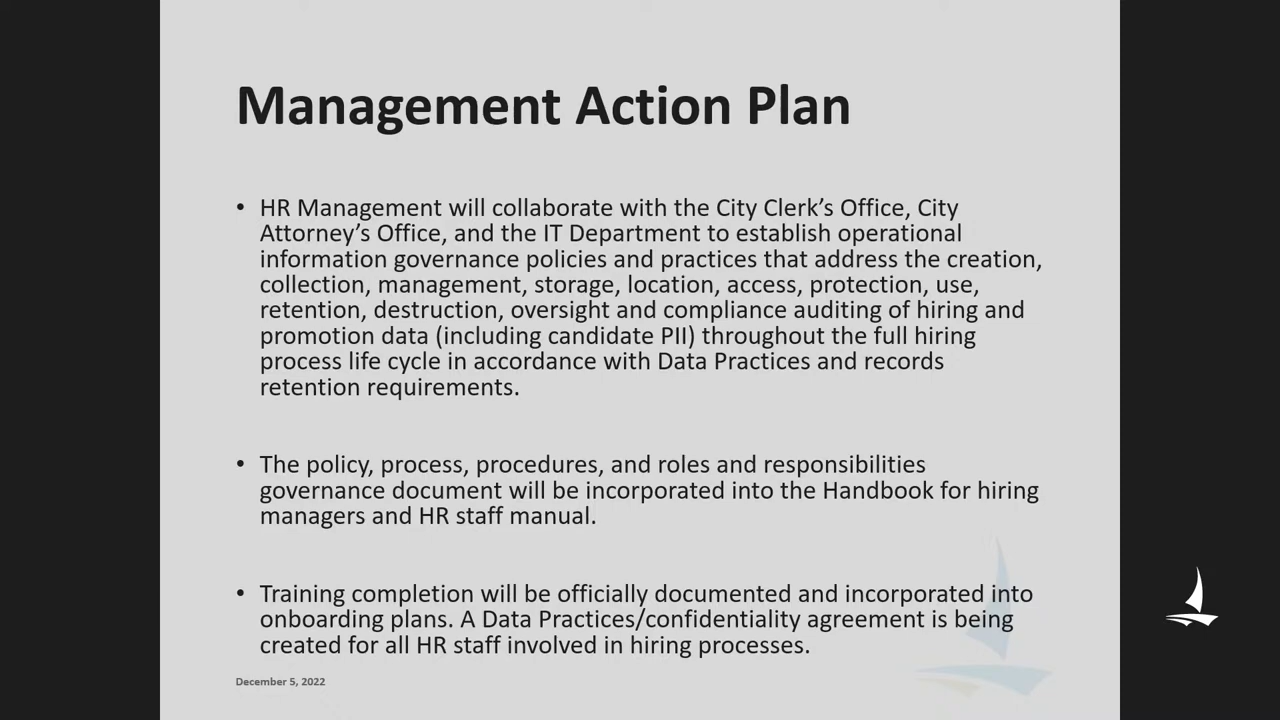 Management Action Plan
• HR Management will collaborate with the City Clerk’s Office, City
Attorney’s Office, and the IT Department to establish operational
information governance policies and practices that address the creation,
collection, management, storage, location, access, protection, use,
retention, destruction, oversight and compliance auditing of hiring and
promotion data (including candidate PII) throughout the full hiring
process life cycle in accordance with Data Practices and records
retention requirements.
• The policy, process, procedures, and roles and responsibilities
governance document will be incorporated into the Handbook for hiring
managers and HR staff manual.
• Training completion will be officially documented and incorporated into
onboarding plans. A Data Practices/confidentiality agreement is being
created for all HR staff involved in hiring processes.
December 5, 2022